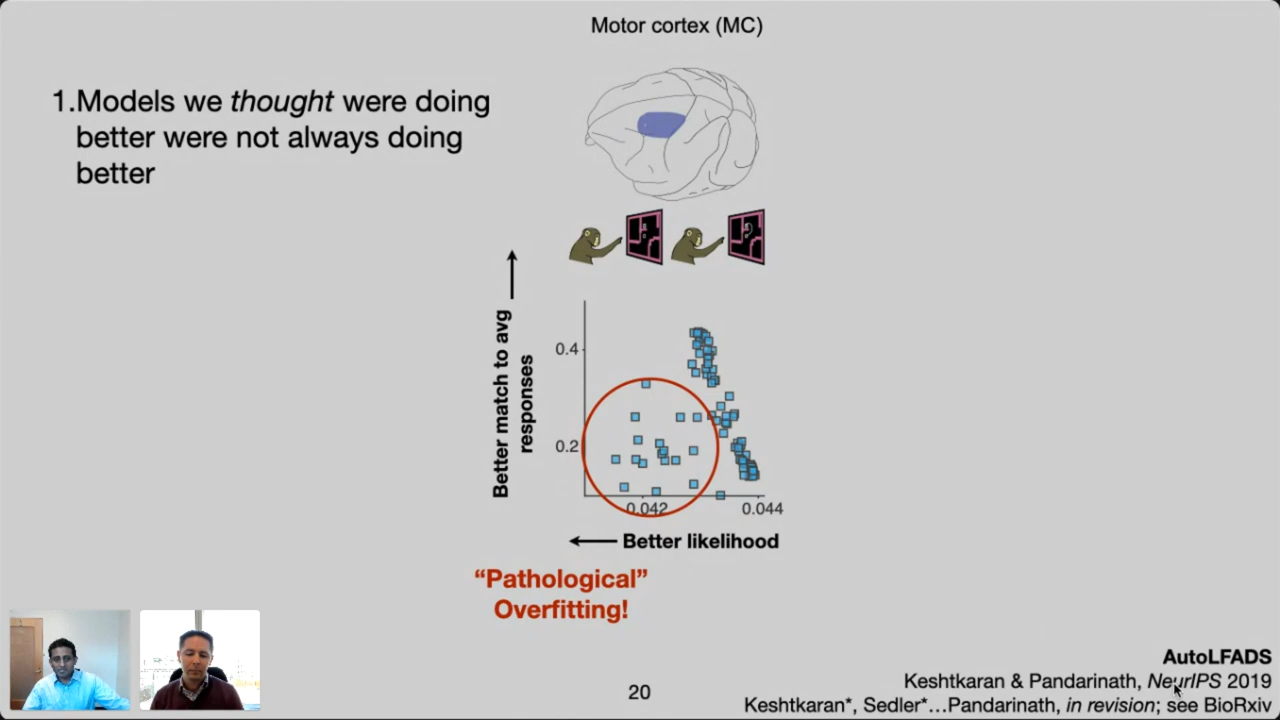 Motor cortex (MC)
1.Models we thought were doing
better were not always doing
better
Better match to avg
responses
0.4
0.2
0.042
0.044
Better likelihood
“Pathological”
Overfitting!
20
AutoLFADS
Keshtkaran & Pandarinath, NeurIPS 2019
Keshtkaran*, Sedler*…Pandarinath, in revision; see BioRxiv